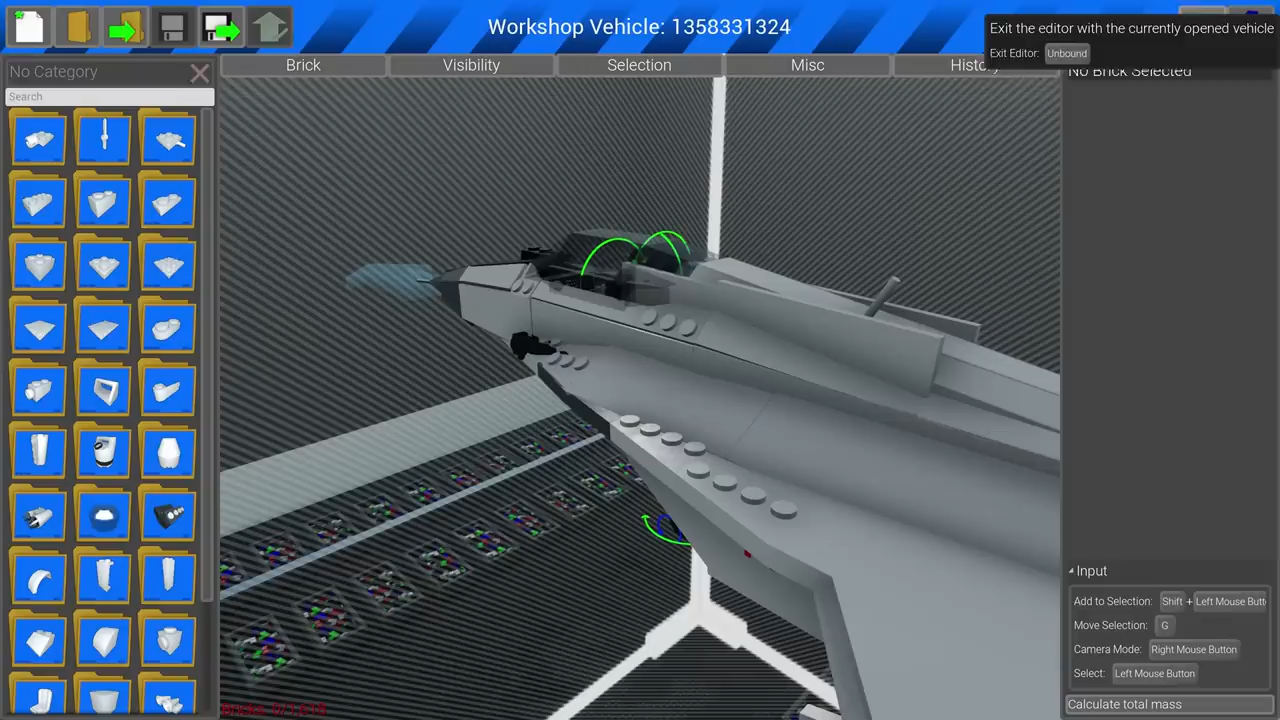 Workshop Vehicle: 1358331324
Exit the editor with the currently opened vehicle
Exit Editor: Unbound
No Category
Search
Brick
Visibility
Selection
Misc
History
No Brick Selected
Input
Add to Selection: Shift + Left Mouse Butt
Move Selection: G
Camera Mode: Right Mouse Button
Select: Left Mouse Button
Calculate total mass